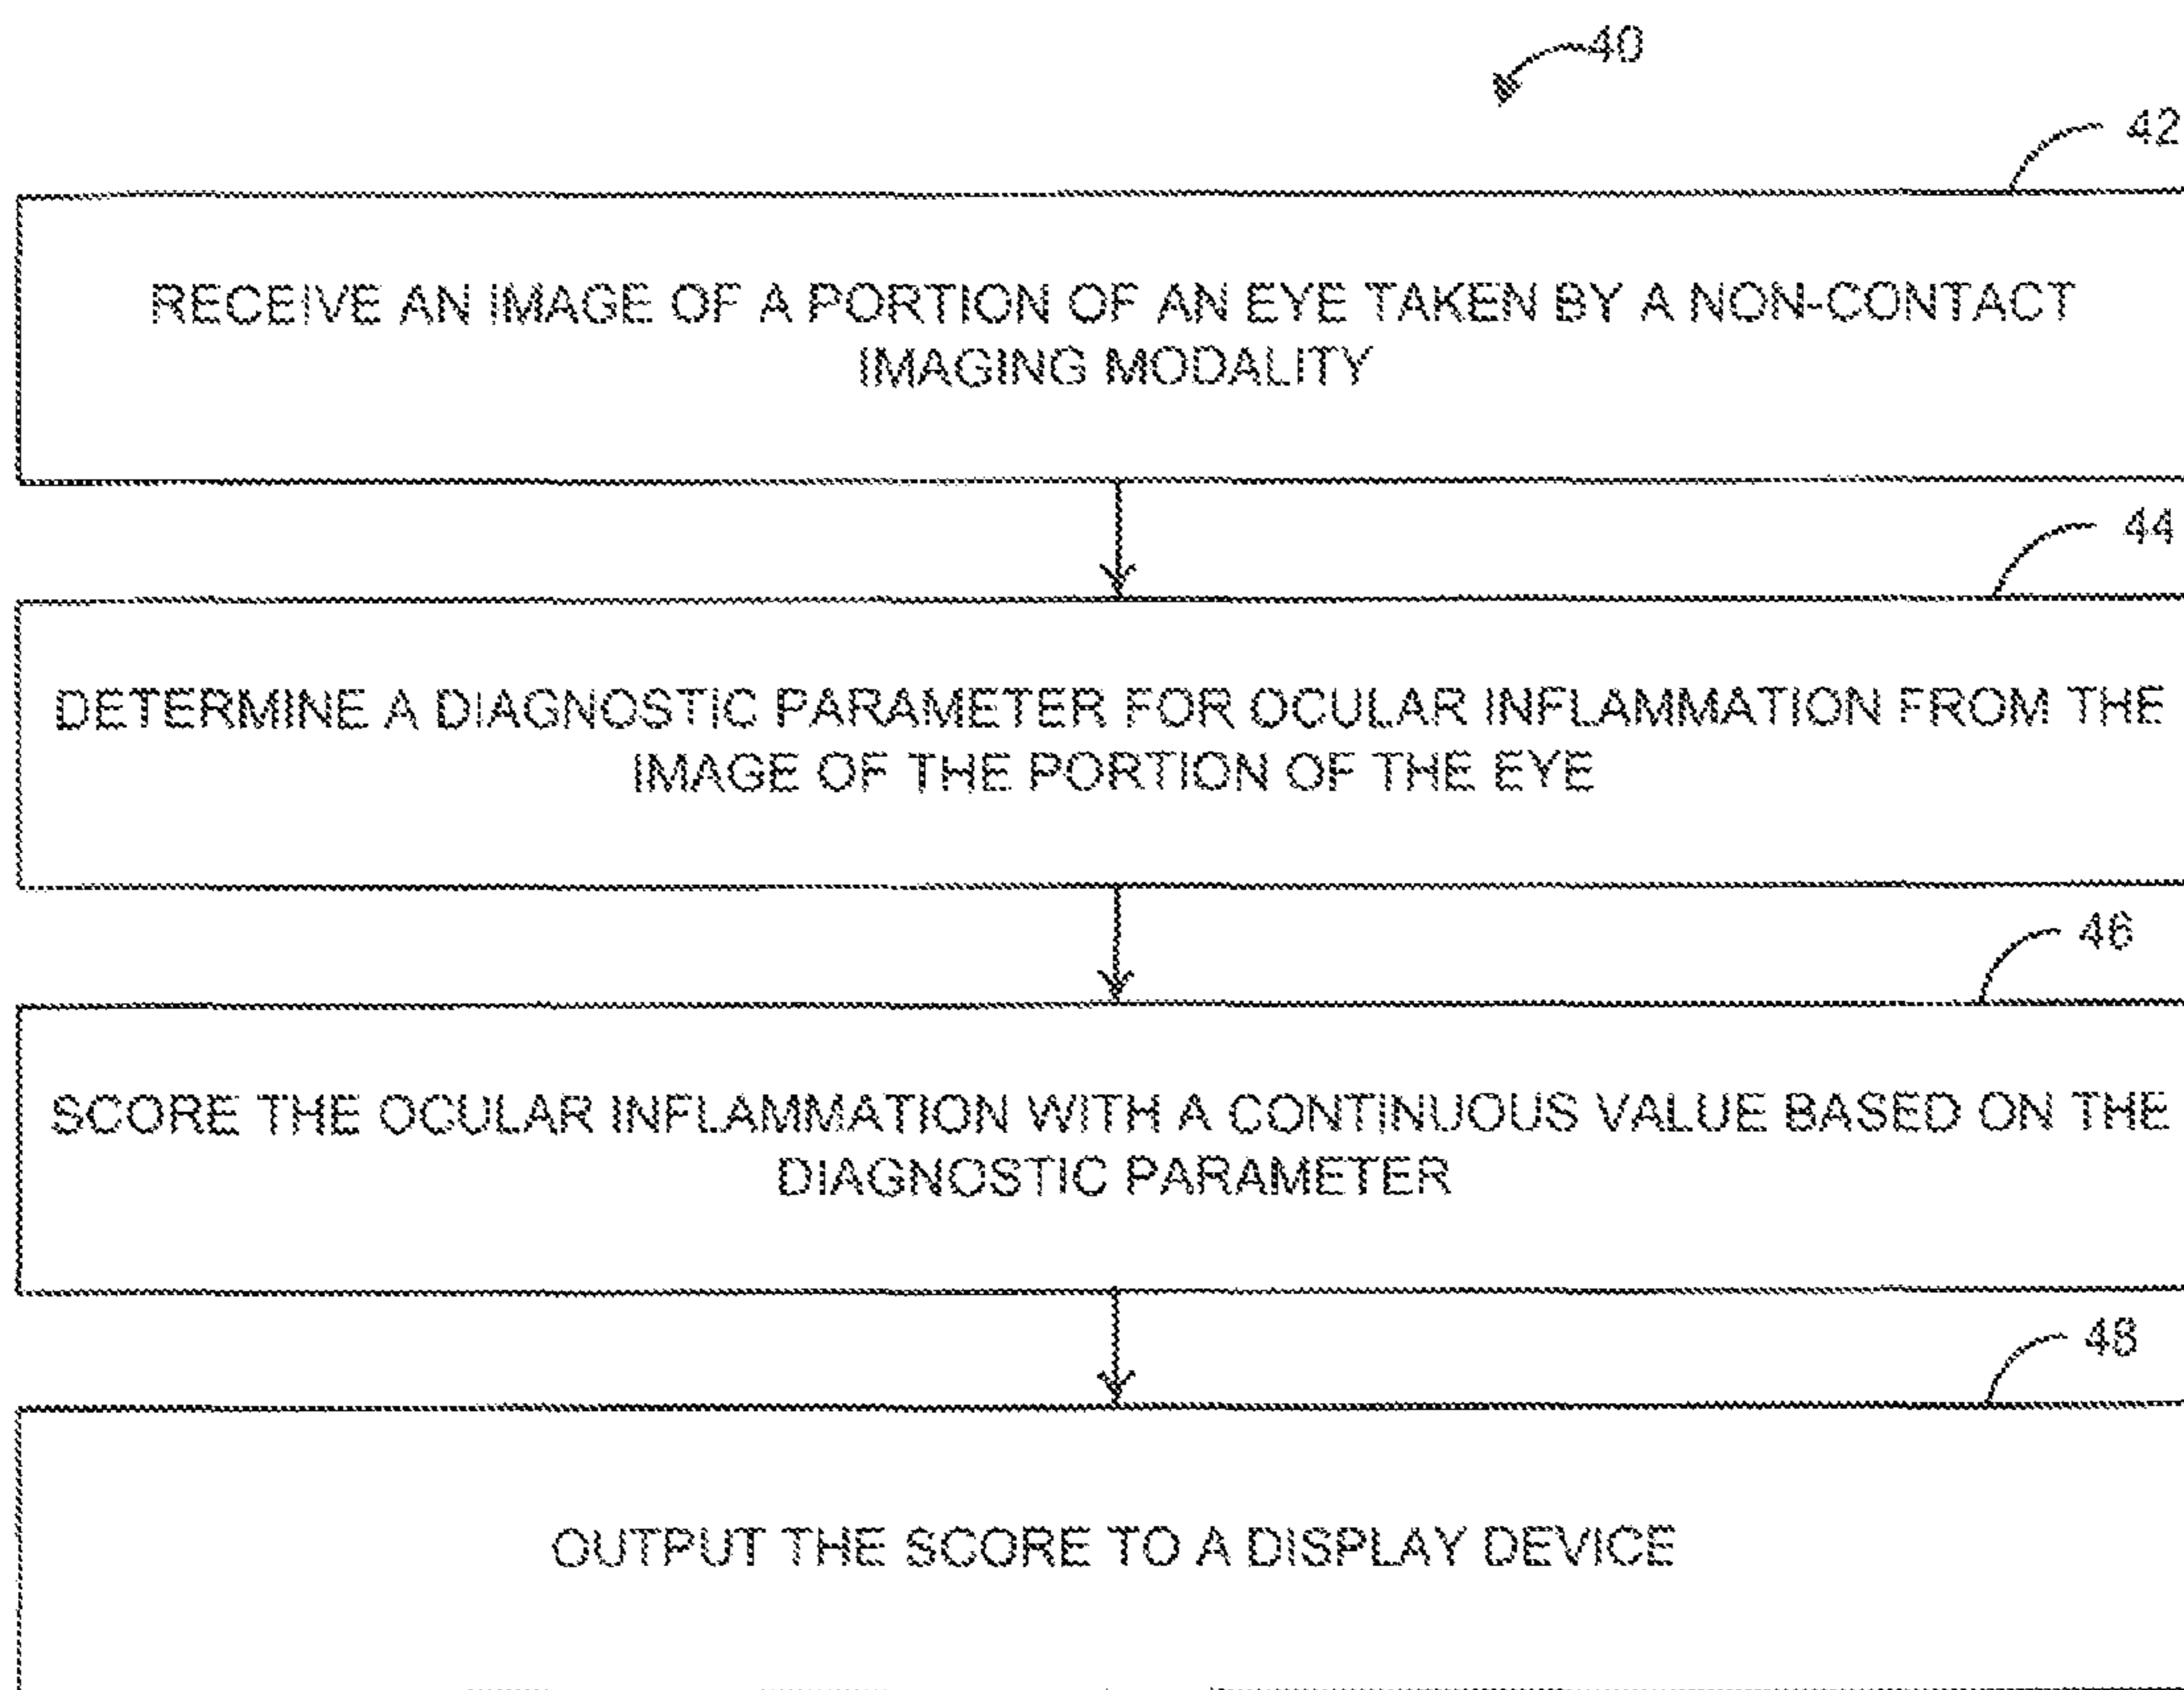 40
42
RECEIVE AN IMAGE OF A PORTION OF AN EYE TAKEN BY A NON-CONTACT
IMAGING MODALITY
44
DETERMINE A DIAGNOSTIC PARAMETER FOR OCULAR INFLAMMATION FROM THE
IMAGE OF THE PORTION OF THE EYE
46
SCORE THE OCULAR INFLAMMATION WITH A CONTINUOUS VALUE BASED ON THE
DIAGNOSTIC PARAMETER
48
OUTPUT THE SCORE TO A DISPLAY DEVICE